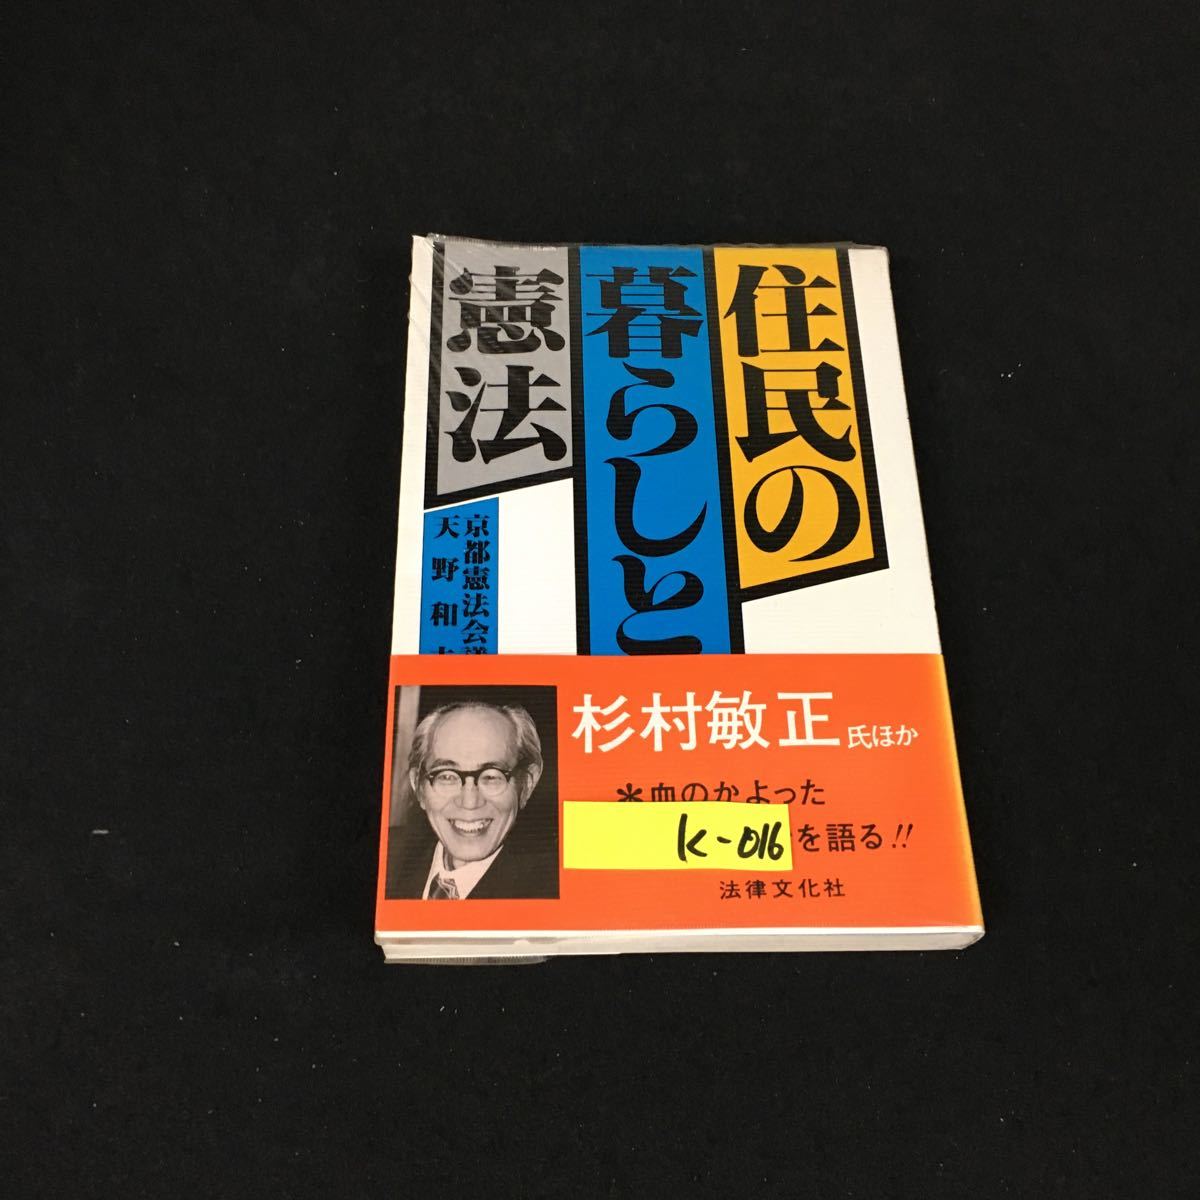 住民の
暮らしと
憲法
京都憲法会議
天野和
杉村敏正氏ほか
＊血のかよった
を語る!!
k-016
法律文化社